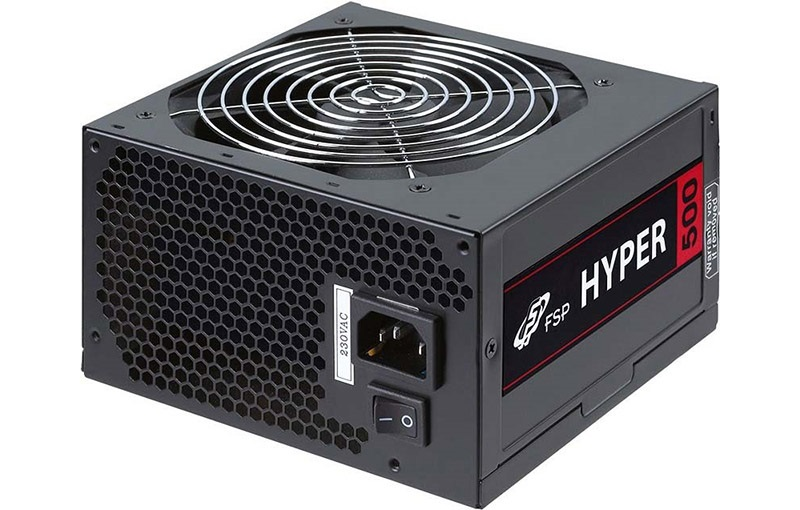 230VAC
FSP
HYPER
500
Warranty void
if removed